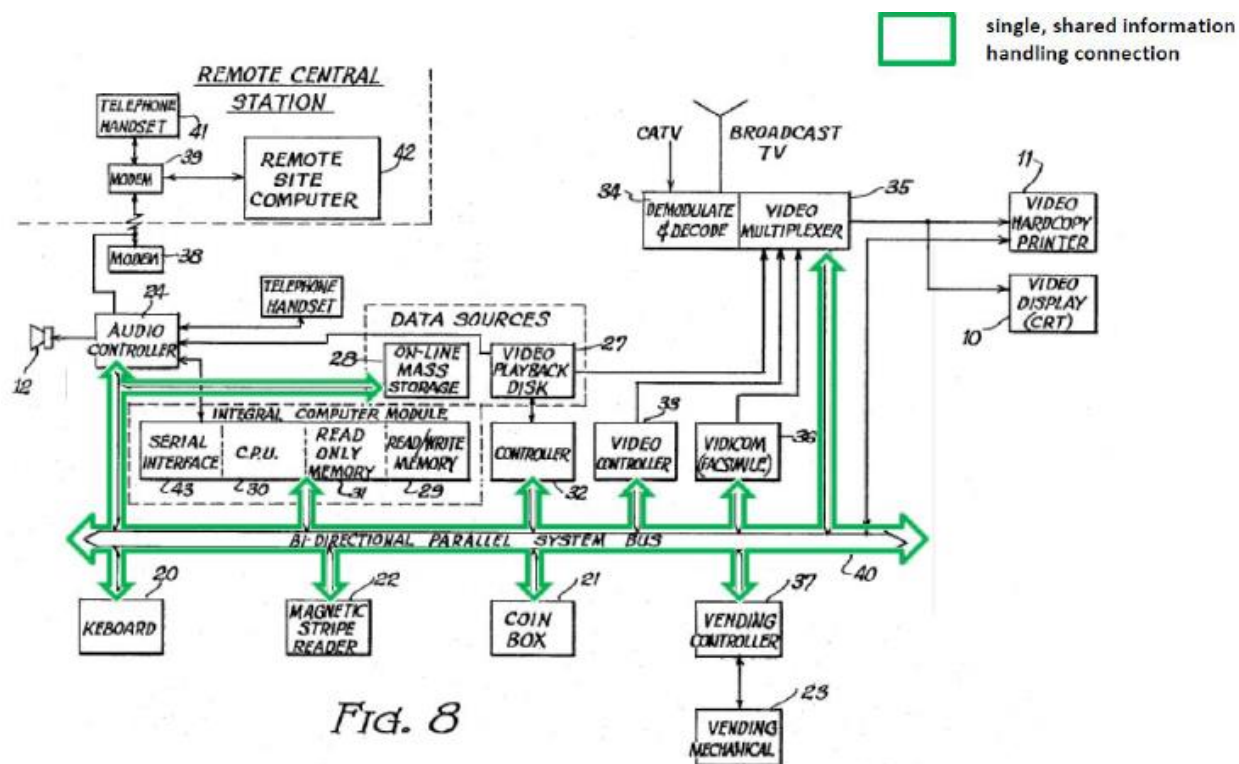 single, shared information
handling connection
REMOTE CENTRAL
STATION
TELEPHONE
HANDSET
41
39
MODEM
REMOTE
SITE
COMPUTER
42
MODEM
38
24
AUDIO
CONTROLLER
12
TELEPHONE
HANDSET
CATV
BROADCAST
TV
34
DEMODULATE
& DECODE
VIDEO
MULTIPLEXER
35
11
VIDEO
HARDCOPY
PRINTER
VIDEO
DISPLAY
(CRT)
10
DATA SOURCES
28
ON-LINE
MASS
STORAGE
VIDEO
PLAYBACK
DISK
27
INTEGRAL COMPUTER MODULE
SERIAL
INTERFACE
43
C.P.U.
30
READ
ONLY
MEMORY
31
READ/WRITE
MEMORY
29
CONTROLLER
32
VIDEO
CONTROLLER
33
VIDICOM
(FACSIMILE)
36
BI-DIRECTIONAL PARALLEL SYSTEM BUS
40
20
KEBOARD
22
MAGNETIC
STRIPE
READER
21
COIN
BOX
37
VENDING
CONTROLLER
23
VENDING
MECHANICAL
FIG. 8